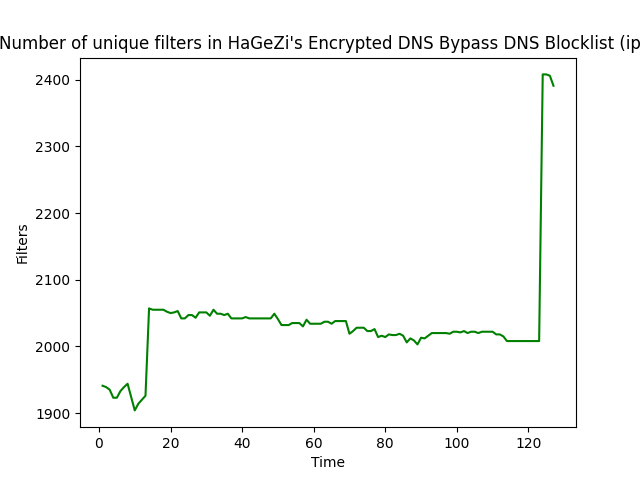 Number of unique filters in HaGeZi's Encrypted DNS Bypass DNS Blocklist (ip
2400
2300
2200
2100
2000
1900
Filters
0 20 40 60 80 100 120
Time